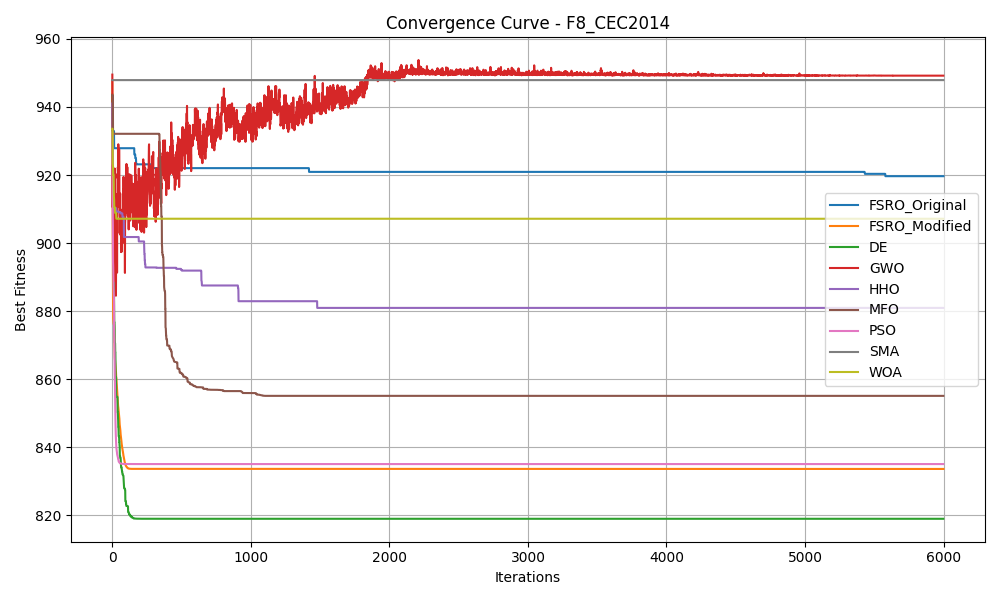 Convergence Curve - F8_CEC2014
Best Fitness
960
940
920
900
880
860
840
820
0 1000 2000 3000 4000 5000 6000
Iterations
FSRO_Original
FSRO_Modified
DE
GWO
HHO
MFO
PSO
SMA
WOA